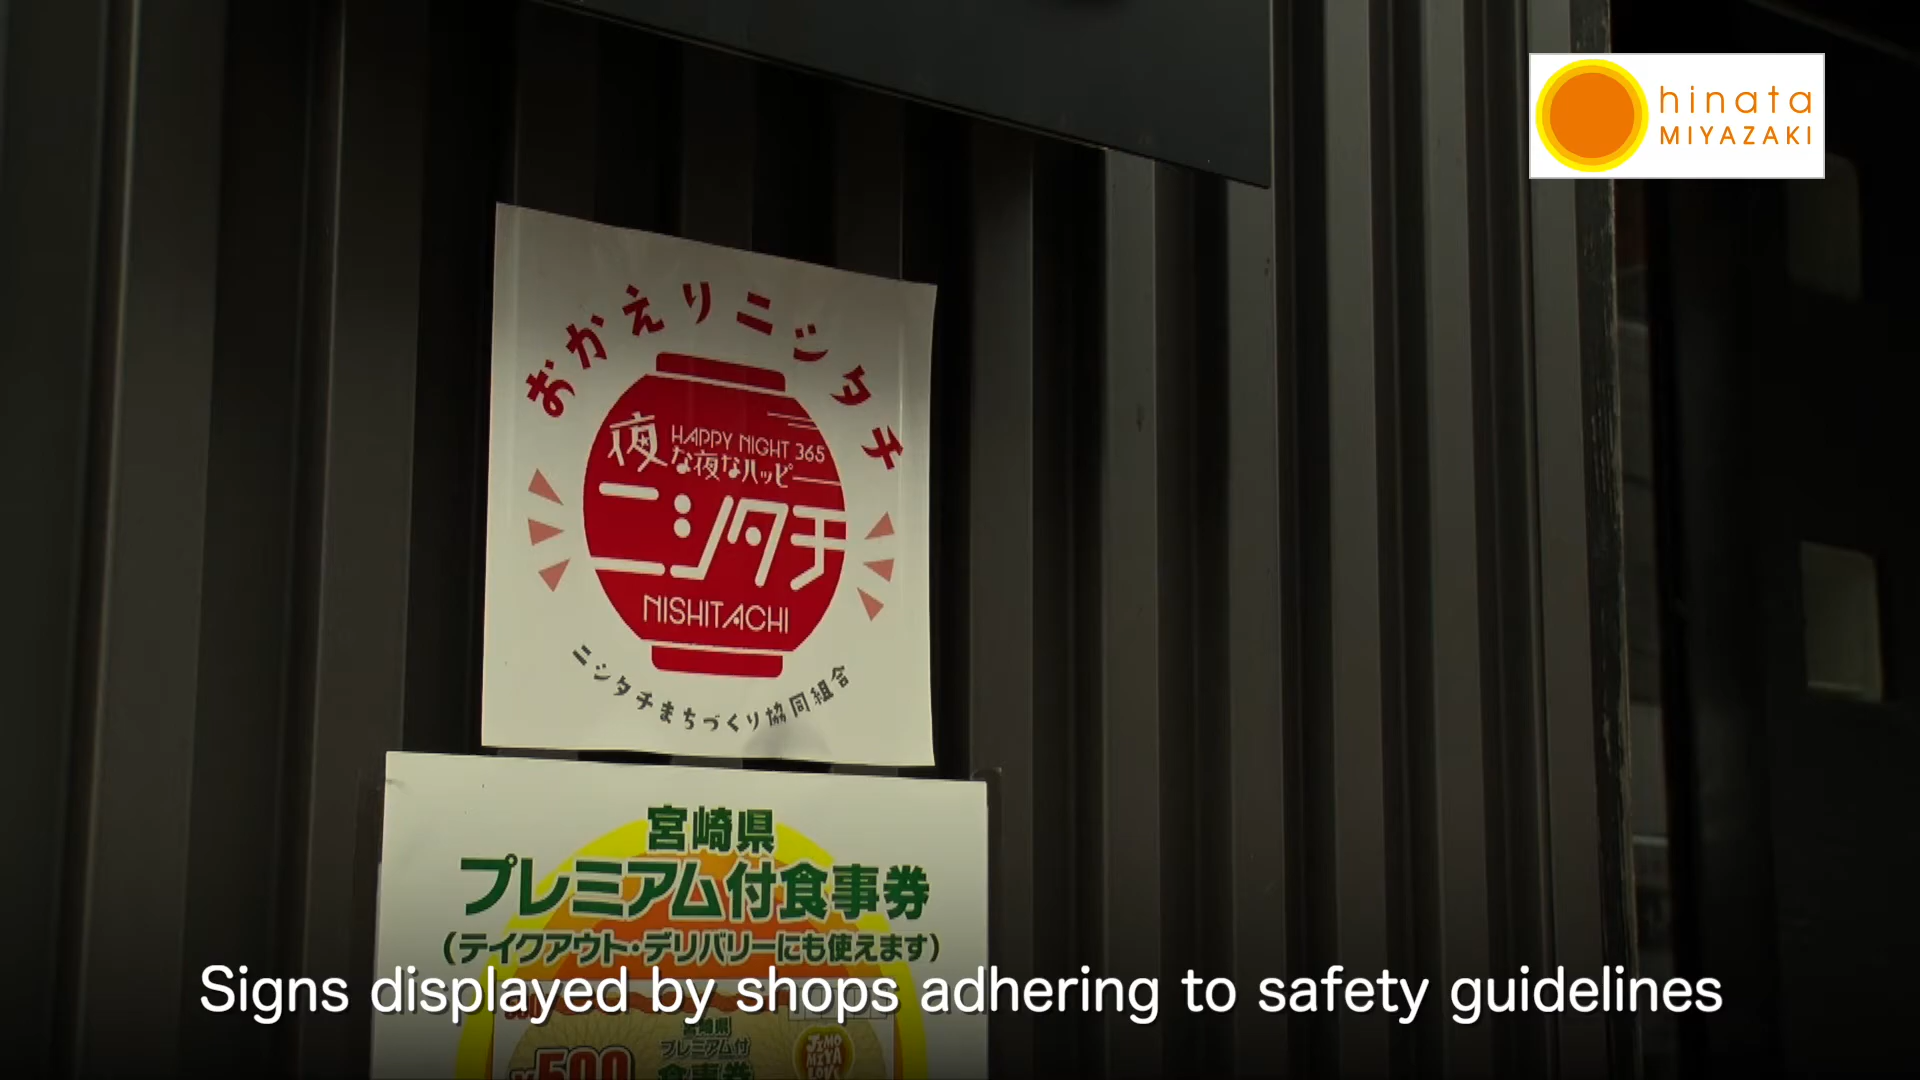 hinata
MIYAZAKI
おかえりニシタチ
夜な夜なハッピー
HAPPY NIGHT 365
ニシタチ
NISHITACHI
ニシタチまちづくり協同組合
宮崎県
プレミアム付食事券
(テイクアウト・デリバリーにも使えます)
Signs displayed by shops adhering to safety guidelines
宮崎県
プレミアム付
食事券
500
JIMO
MIYA
LOVE